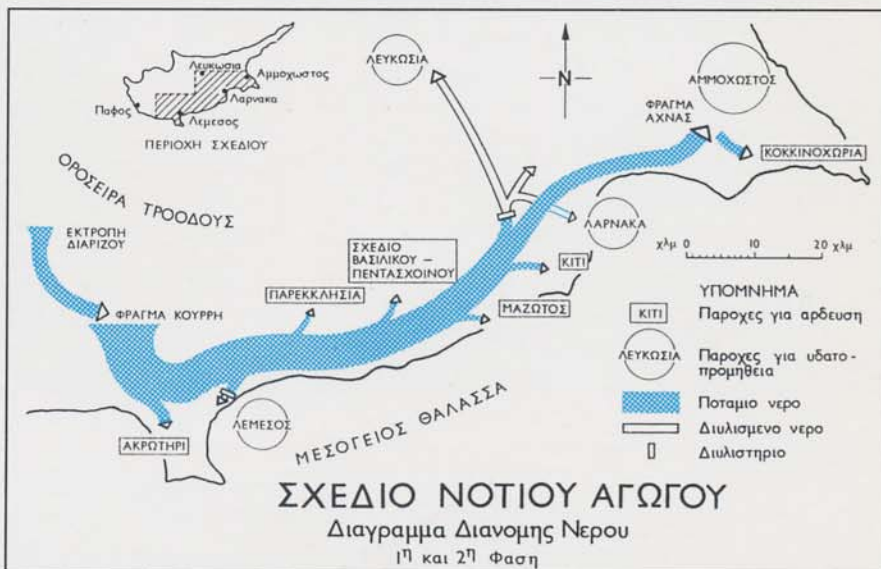 Λευκωσια
Αμμοχωστος
Λαρνακα
Παφος
Λεμεσος
ΠΕΡΙΟΧΗ ΣΧΕΔΙΟΥ
ΛΕΥΚΩΣΙΑ
N
ΑΜΜΟΧΩΣΤΟΣ
ΦΡΑΓΜΑ
ΑΧΝΑΣ
ΚΟΚΚΙΝΟΧΩΡΙΑ
ΟΡΟΣΕΙΡΑ ΤΡΟΟΔΟΥΣ
ΕΚΤΡΟΠΗ
ΔΙΑΡΙΖΟΥ
ΛΑΡΝΑΚΑ
ΣΧΕΔΙΟ
ΒΑΣΙΛΙΚΟΥ –
ΠΕΝΤΑΣΧΟΙΝΟΥ
ΚΙΤΙ
ΠΑΡΕΚΚΛΗΣΙΑ
ΜΑΖΩΤΟΣ
ΦΡΑΓΜΑ ΚΟΥΡΡΗ
χλμ 0 10 20 χλμ
ΥΠΟΜΝΗΜΑ
ΚΙΤΙ Παροχες για αρδευση
ΛΕΥΚΩΣΙΑ Παροχες για υδατο-
προμηθεια
Ποταμιο νερο
Διυλισμενο νερο
Διυλιστηριο
ΛΕΜΕΣΟΣ
ΑΚΡΩΤΗΡΙ
ΜΕΣΟΓΕΙΟΣ ΘΑΛΑΣΣΑ
ΣΧΕΔΙΟ ΝΟΤΙΟΥ ΑΓΩΓΟΥ
Διαγραμμα Διανομης Νερου
1η και 2η Φαση